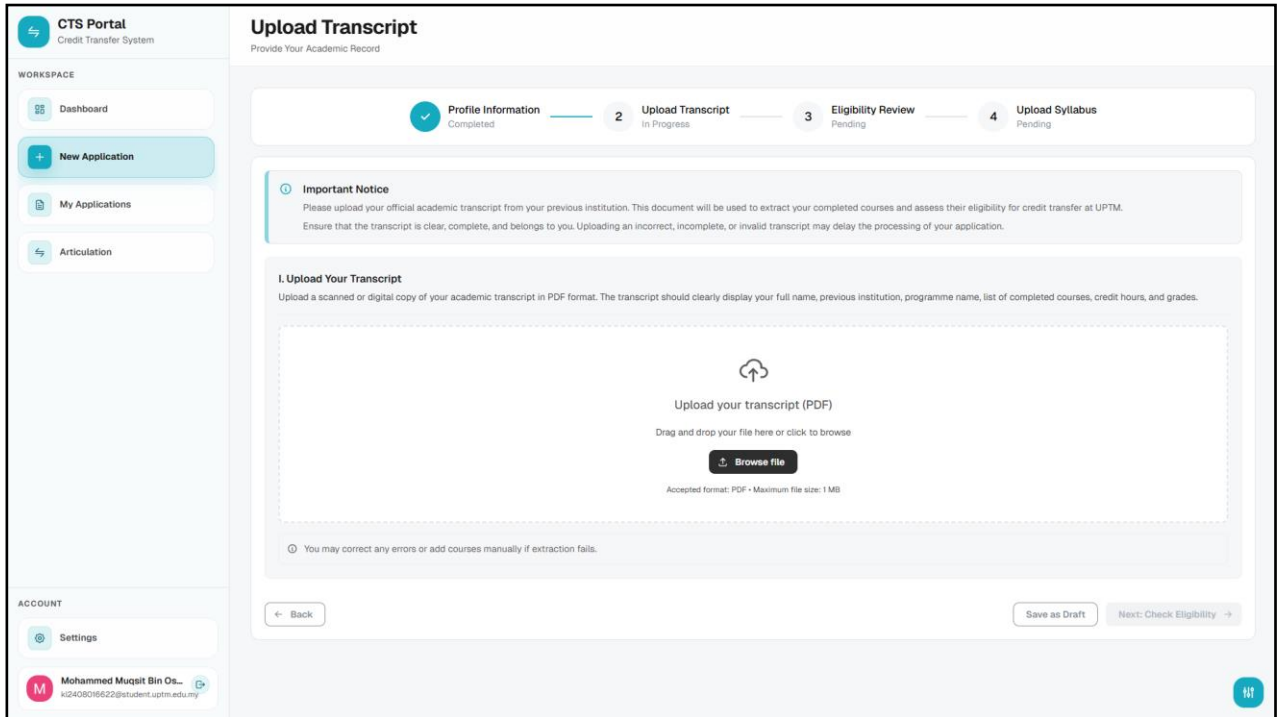 CTS Portal
Credit Transfer System
WORKSPACE
Dashboard
New Application
My Applications
Articulation
ACCOUNT
Settings
M
Mohammed Muqsit Bin Os...
kl2408016622@student.uptm.edu.my
Upload Transcript
Provide Your Academic Record
Profile Information
Completed
2
Upload Transcript
In Progress
3
Eligibility Review
Pending
4
Upload Syllabus
Pending
Important Notice
Please upload your official academic transcript from your previous institution. This document will be used to extract your completed courses and assess their eligibility for credit transfer at UPTM.
Ensure that the transcript is clear, complete, and belongs to you. Uploading an incorrect, incomplete, or invalid transcript may delay the processing of your application.
I. Upload Your Transcript
Upload a scanned or digital copy of your academic transcript in PDF format. The transcript should clearly display your full name, previous institution, programme name, list of completed courses, credit hours, and grades.
Upload your transcript (PDF)
Drag and drop your file here or click to browse
Browse file
Accepted format: PDF • Maximum file size: 1 MB
You may correct any errors or add courses manually if extraction fails.
← Back
Save as Draft
Next: Check Eligibility →